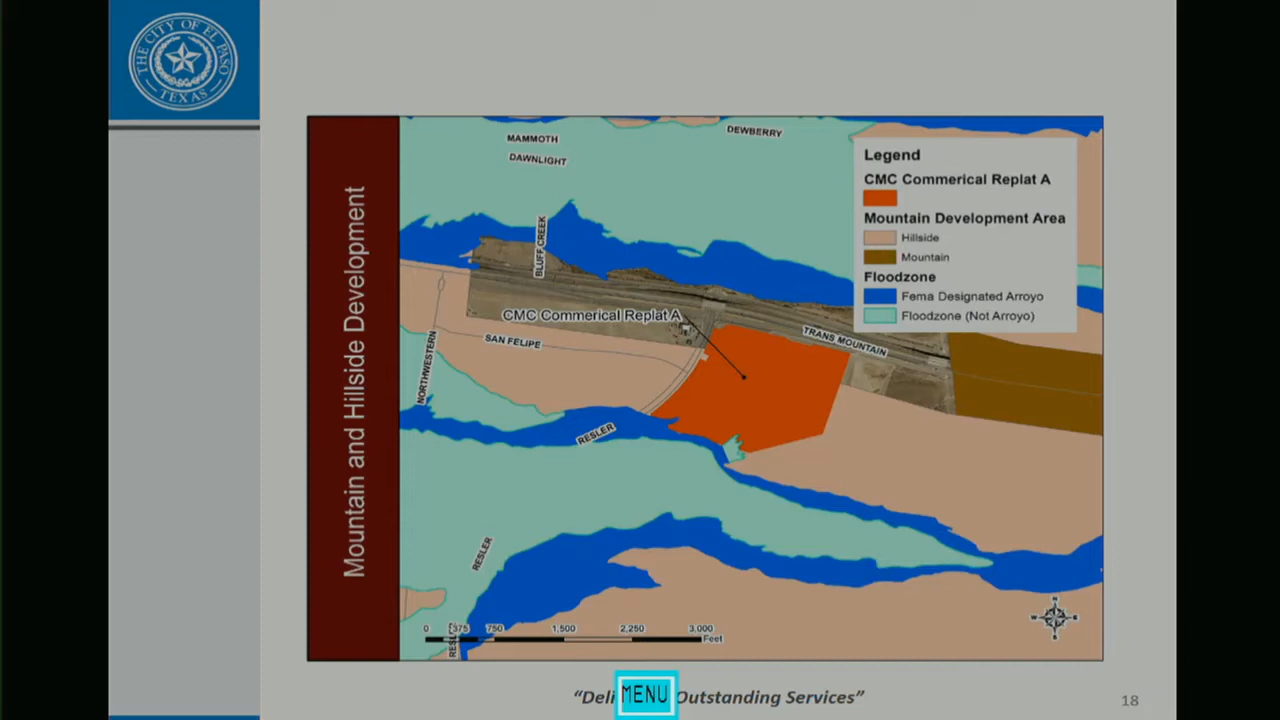 THE CITY OF EL PASO
TEXAS
Mountain and Hillside Development
MAMMOTH
DAWNLIGHT
DEWBERRY
BLUFF CREEK
CMC Commerical Replat A
SAN FELIPE
NORTHWESTERN
TRANS MOUNTAIN
RESLER
RESLER
RESLER
Legend
CMC Commerical Replat A
Mountain Development Area
Hillside
Mountain
Floodzone
Fema Designated Arroyo
Floodzone (Not Arroyo)
N
W E
S
0 375 750 1,500 2,250 3,000
Feet
“Deli MENU Outstanding Services”
18